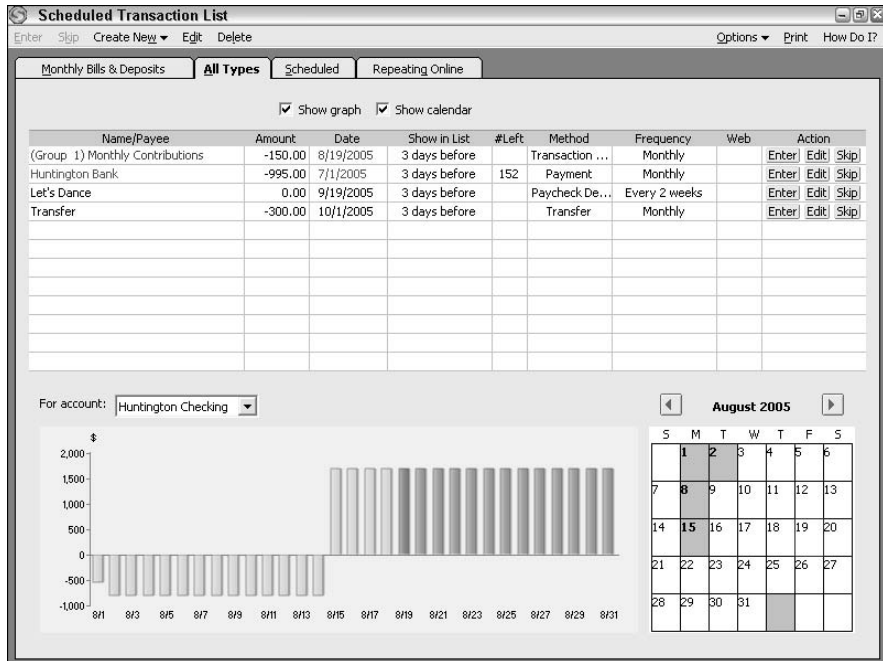 Scheduled Transaction List
Enter Skip Create New Edit Delete Options Print How Do I?
Monthly Bills & Deposits All Types Scheduled Repeating Online
Show graph Show calendar
Name/Payee Amount Date Show in List #Left Method Frequency Web Action
(Group 1) Monthly Contributions -150.00 8/19/2005 3 days before Transaction ... Monthly Enter Edit Skip
Huntington Bank -995.00 7/1/2005 3 days before 152 Payment Monthly Enter Edit Skip
Let's Dance 0.00 9/19/2005 3 days before Paycheck De... Every 2 weeks Enter Edit Skip
Transfer -300.00 10/1/2005 3 days before Transfer Monthly Enter Edit Skip
For account: Huntington Checking
$
2,000
1,500
1,000
500
0
-500
-1,000
8/1 8/3 8/5 8/7 8/9 8/11 8/13 8/15 8/17 8/19 8/21 8/23 8/25 8/27 8/29 8/31
August 2005
S M T W T F S
1 2 3 4 5 6
7 8 9 10 11 12 13
14 15 16 17 18 19 20
21 22 23 24 25 26 27
28 29 30 31